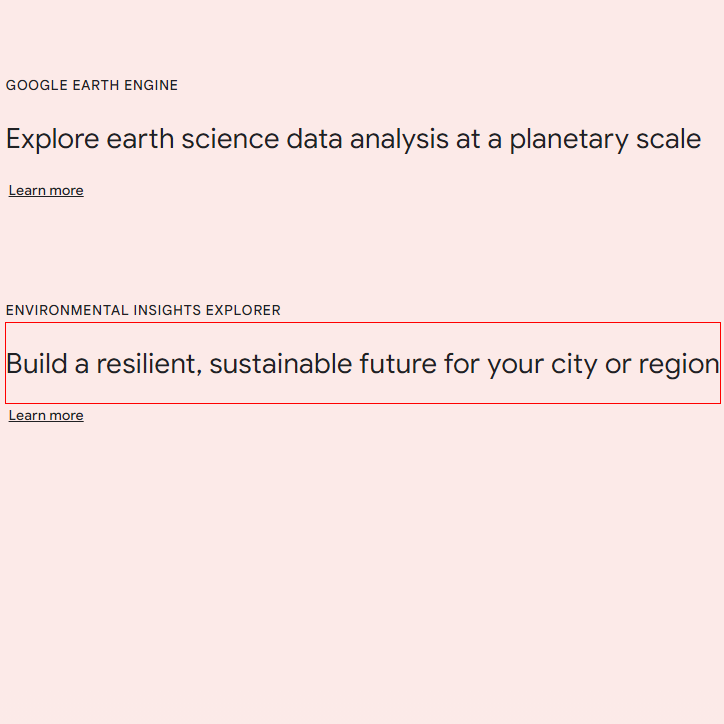 GOOGLE EARTH ENGINE
Explore earth science data analysis at a planetary scale
Learn more
ENVIRONMENTAL INSIGHTS EXPLORER
Build a resilient, sustainable future for your city or region
Learn more